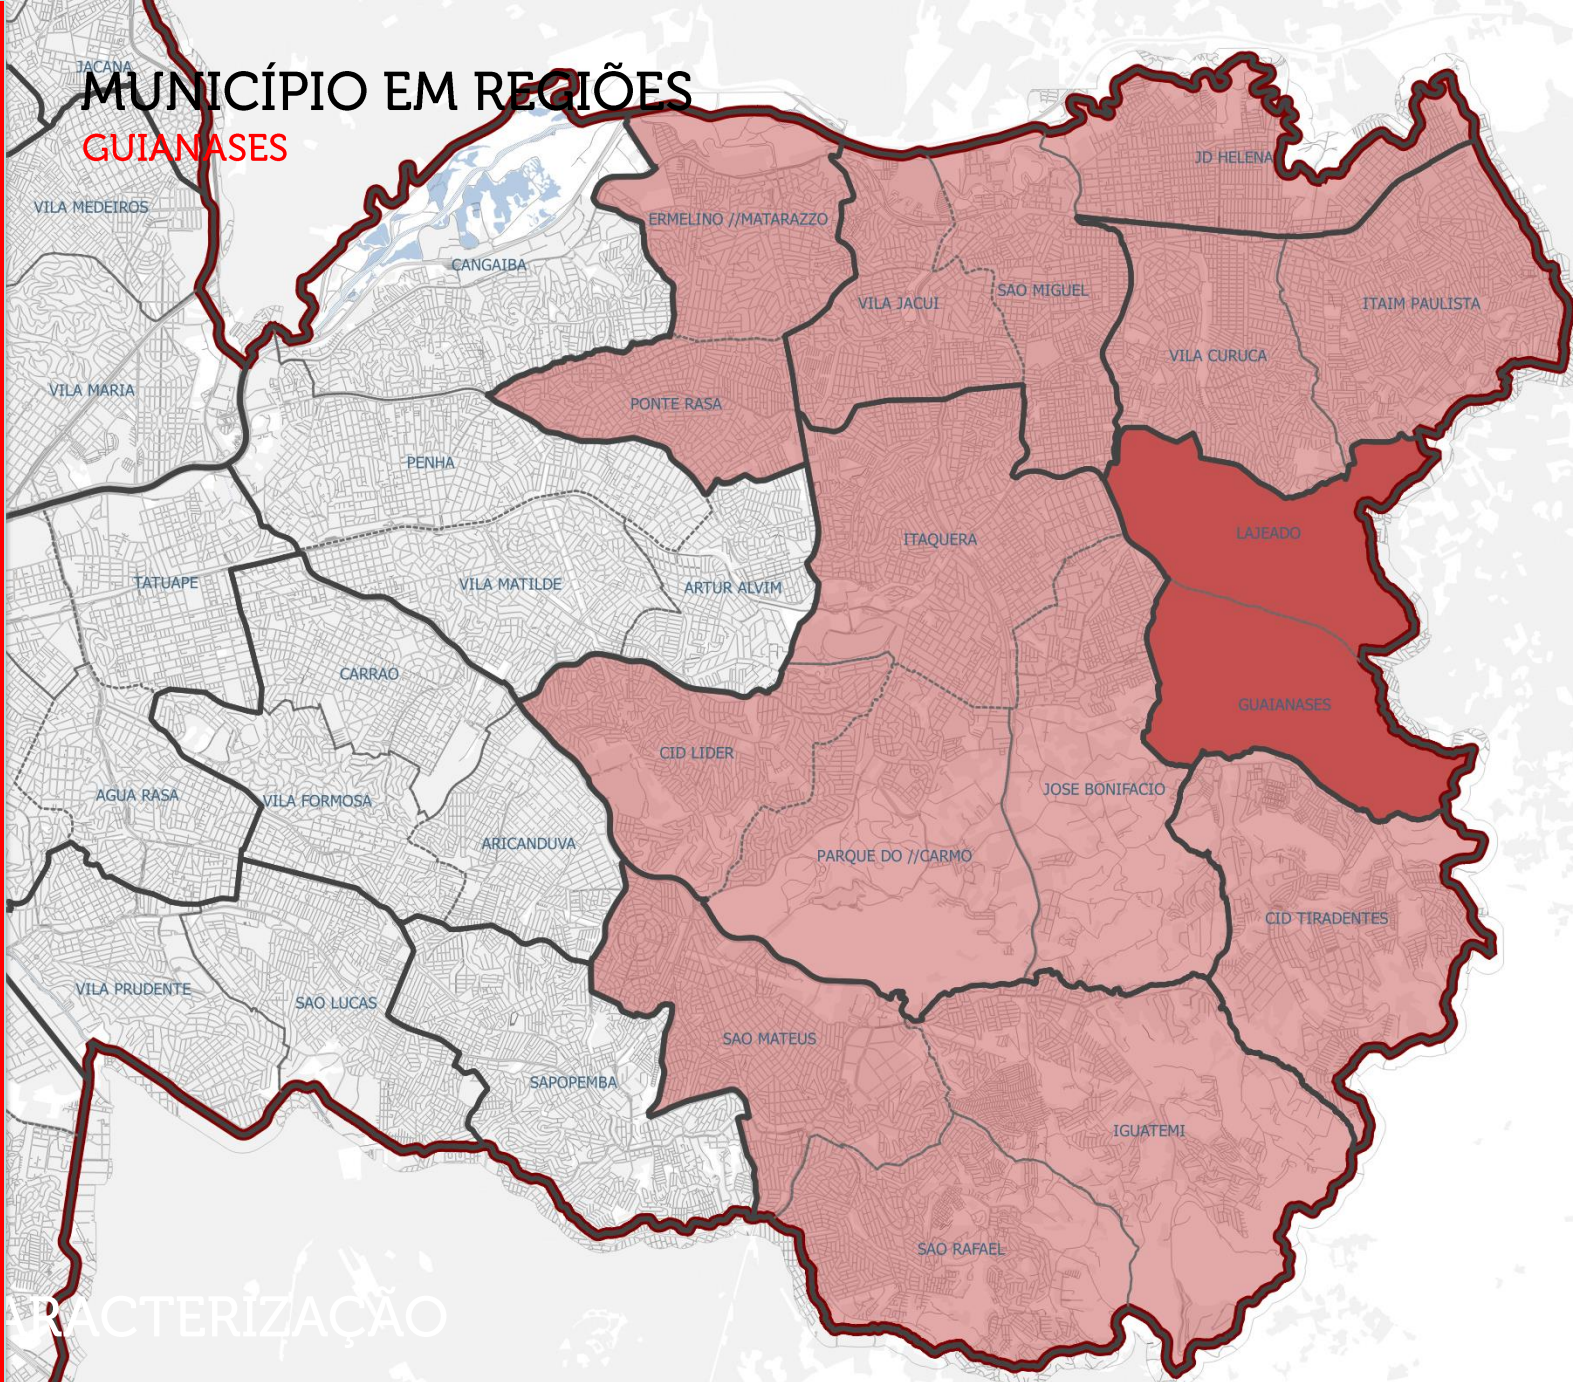 JACANA
MUNICÍPIO EM REGIÕES
GUIANASES
VILA MEDEIROS
JD HELENA
ERMELINO //MATARAZZO
CANGAIBA
SAO MIGUEL
VILA JACUI
ITAIM PAULISTA
VILA CURUCA
VILA MARIA
PONTE RASA
PENHA
LAJEADO
ITAQUERA
TATUAPE
VILA MATILDE
ARTUR ALVIM
CARRAO
GUAIANASES
CID LIDER
JOSE BONIFACIO
AGUA RASA
VILA FORMOSA
ARICANDUVA
PARQUE DO //CARMO
CID TIRADENTES
VILA PRUDENTE
SAO LUCAS
SAO MATEUS
SAPOPEMBA
IGUATEMI
SAO RAFAEL
ARACTERIZAÇÃO